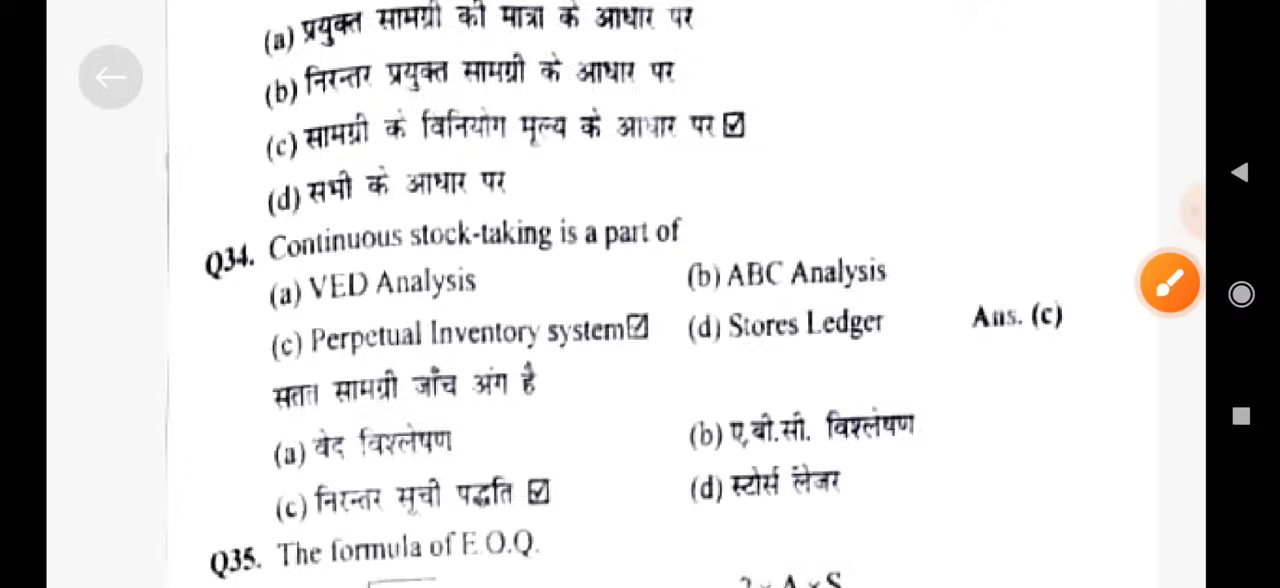 (a) प्रयुक्त सामग्री की मात्रा के आधार पर
(b) निरन्तर प्रयुक्त सामग्री के आधार पर
(c) सामग्री के विनियोग मूल्य के आधार पर ☑
(d) सभी के आधार पर
Q34. Continuous stock-taking is a part of
(a) VED Analysis (b) ABC Analysis
(c) Perpetual Inventory system☑ (d) Stores Ledger Ans. (c)
सतत सामग्री जाँच अंग है
(a) वेद विश्लेषण (b) ए.बी.सी. विश्लेषण
(c) निरन्तर सूची पद्धति ☑ (d) स्टोर्स लेजर
Q35. The formula of E.O.Q.
2 × A × S